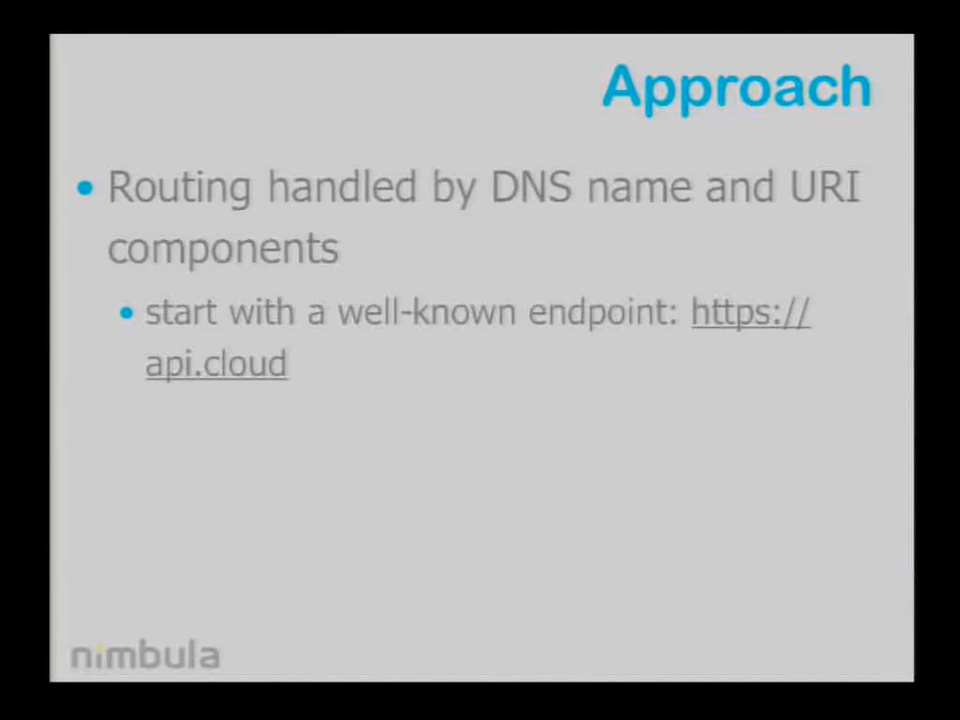 Approach
• Routing handled by DNS name and URI
components
• start with a well-known endpoint: https://
api.cloud
nimbula